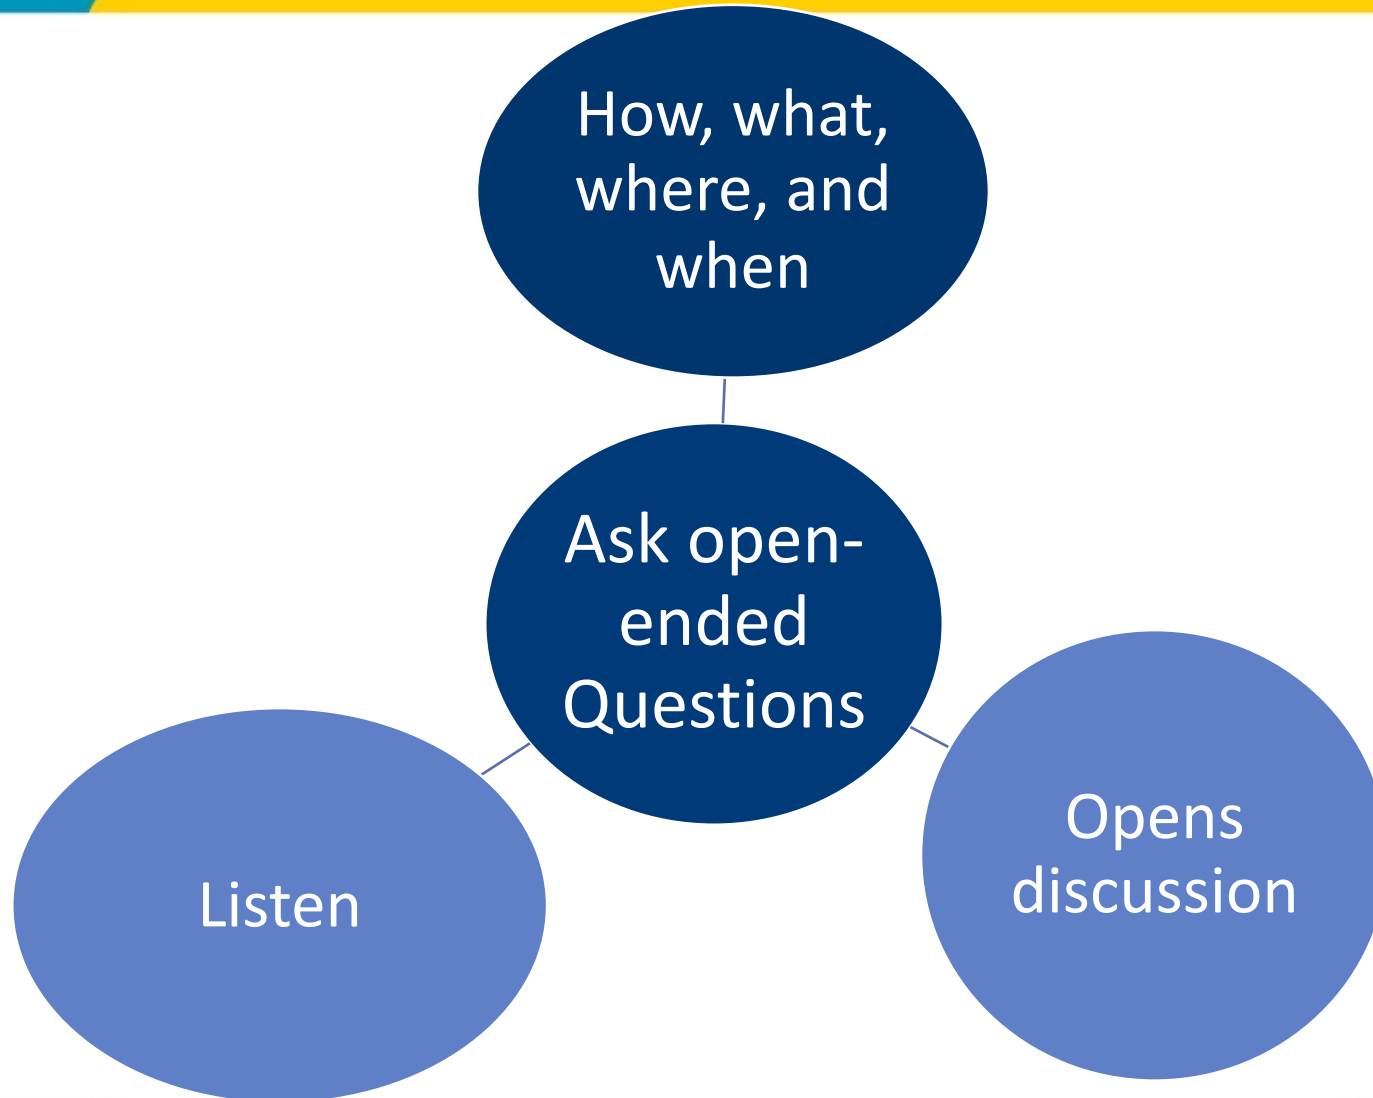 How, what,
where, and
when
Ask open-
ended
Questions
Opens
discussion
Listen